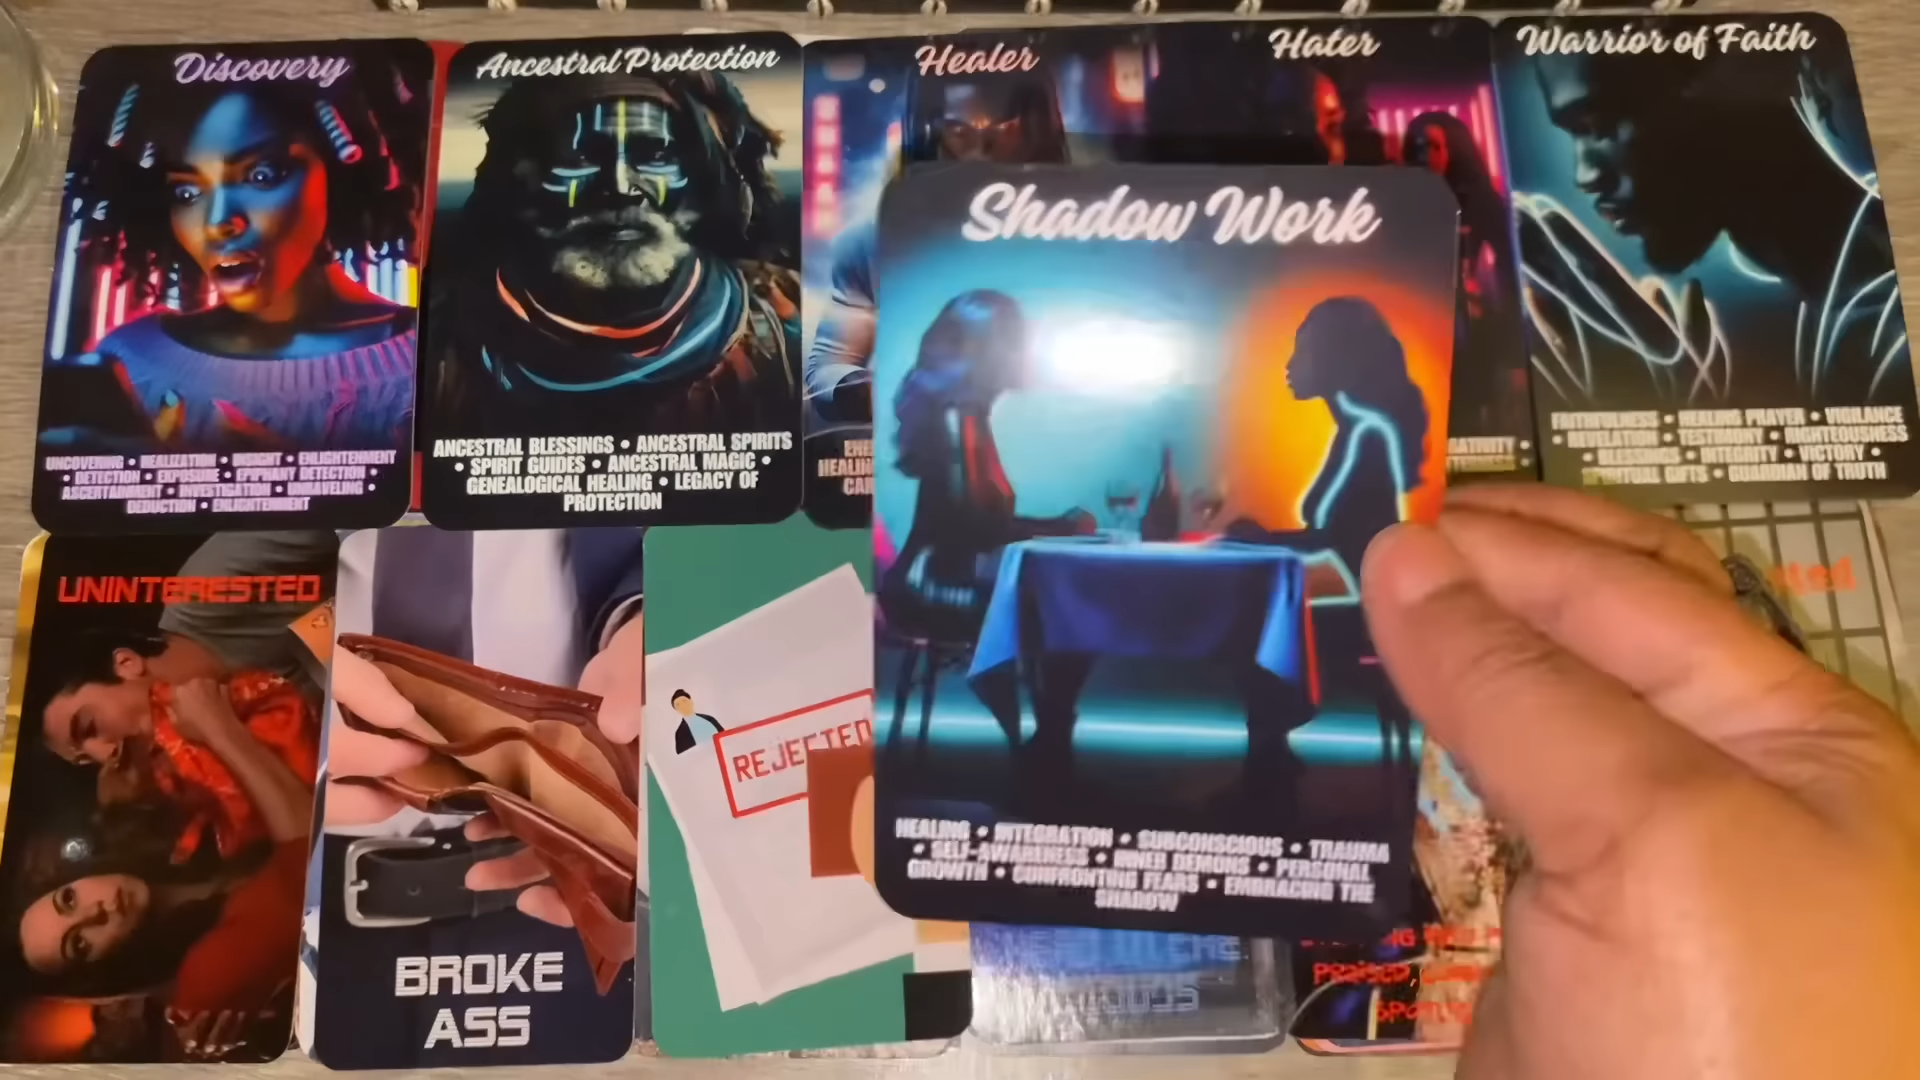 Discovery
UNCOVERING • REALIZATION • INSIGHT • ENLIGHTENMENT
• DETECTION • EXPOSURE • EPIPHANY DETECTION •
ASCERTAINMENT • INVESTIGATION • UNRAVELING •
DEDUCTION • ENLIGHTENMENT
Ancestral Protection
ANCESTRAL BLESSINGS • ANCESTRAL SPIRITS
• SPIRIT GUIDES • ANCESTRAL MAGIC •
GENEALOGICAL HEALING • LEGACY OF
PROTECTION
Healer
Hater
Warrior of Faith
FAITHFULNESS • HEALING PRAYER • VIGILANCE
• REVELATION • TESTIMONY • RIGHTEOUSNESS
• BLESSINGS • INTEGRITY • VICTORY •
SPIRITUAL GIFTS • GUARDIAN OF TRUTH
Shadow Work
HEALING • INTEGRATION • SUBCONSCIOUS • TRAUMA
• SELF-AWARENESS • INNER DEMONS • PERSONAL
GROWTH • CONFRONTING FEARS • EMBRACING THE
SHADOW
UNINTERESTED
BROKE
ASS
REJECTED